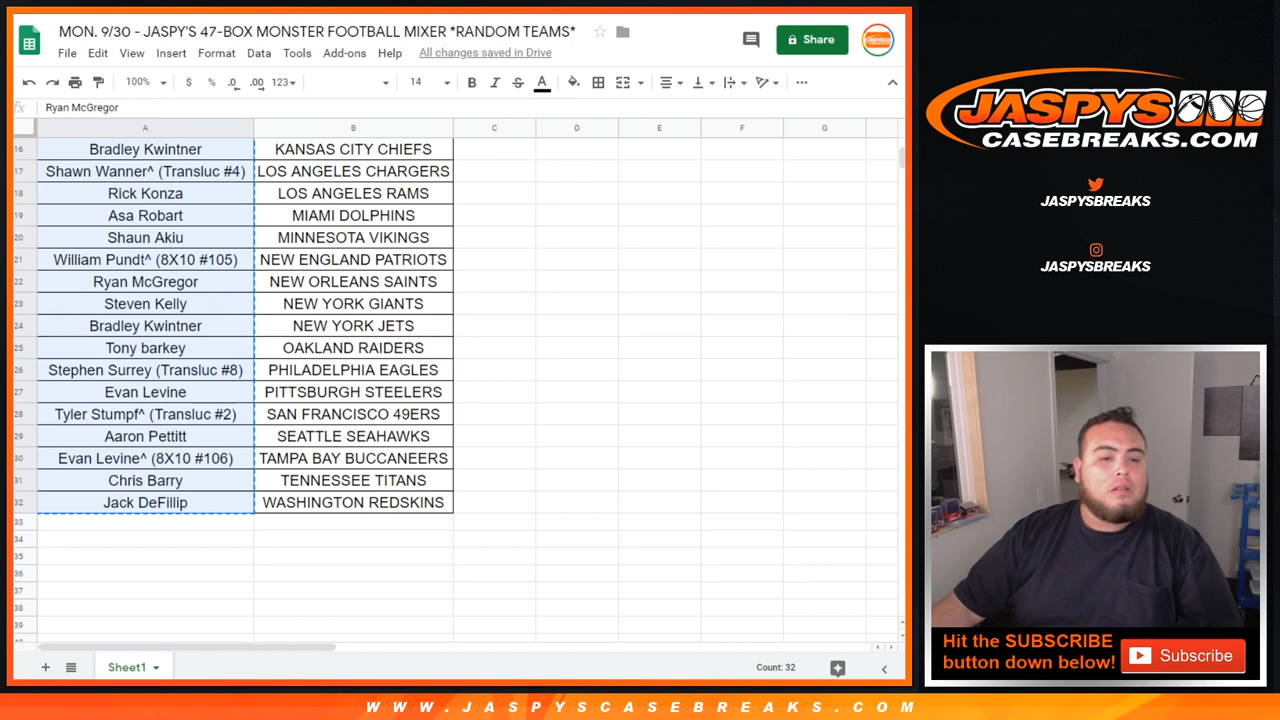 MON. 9/30 - JASPY'S 47-BOX MONSTER FOOTBALL MIXER *RANDOM TEAMS*
File Edit View Insert Format Data Tools Add-ons Help All changes saved in Drive
Share
100% $ % .0 .00 123 14 B I S A
fx Ryan McGregor
A B C D E F G
16 Bradley Kwintner KANSAS CITY CHIEFS
17 Shawn Wanner^ (Transluc #4) LOS ANGELES CHARGERS
18 Rick Konza LOS ANGELES RAMS
19 Asa Robart MIAMI DOLPHINS
20 Shaun Akiu MINNESOTA VIKINGS
21 William Pundt^ (8X10 #105) NEW ENGLAND PATRIOTS
22 Ryan McGregor NEW ORLEANS SAINTS
23 Steven Kelly NEW YORK GIANTS
24 Bradley Kwintner NEW YORK JETS
25 Tony barkey OAKLAND RAIDERS
26 Stephen Surrey (Transluc #8) PHILADELPHIA EAGLES
27 Evan Levine PITTSBURGH STEELERS
28 Tyler Stumpf^ (Transluc #2) SAN FRANCISCO 49ERS
29 Aaron Pettitt SEATTLE SEAHAWKS
30 Evan Levine^ (8X10 #106) TAMPA BAY BUCCANEERS
31 Chris Barry TENNESSEE TITANS
32 Jack DeFillip WASHINGTON REDSKINS
33
34
35
36
37
38
39
Sheet1
Count: 32
JASPYS
CASEBREAKS.COM
JASPYSBREAKS
JASPYSBREAKS
Hit the SUBSCRIBE
button down below!
Subscribe
WWW.JASPYSCASEBREAKS.COM